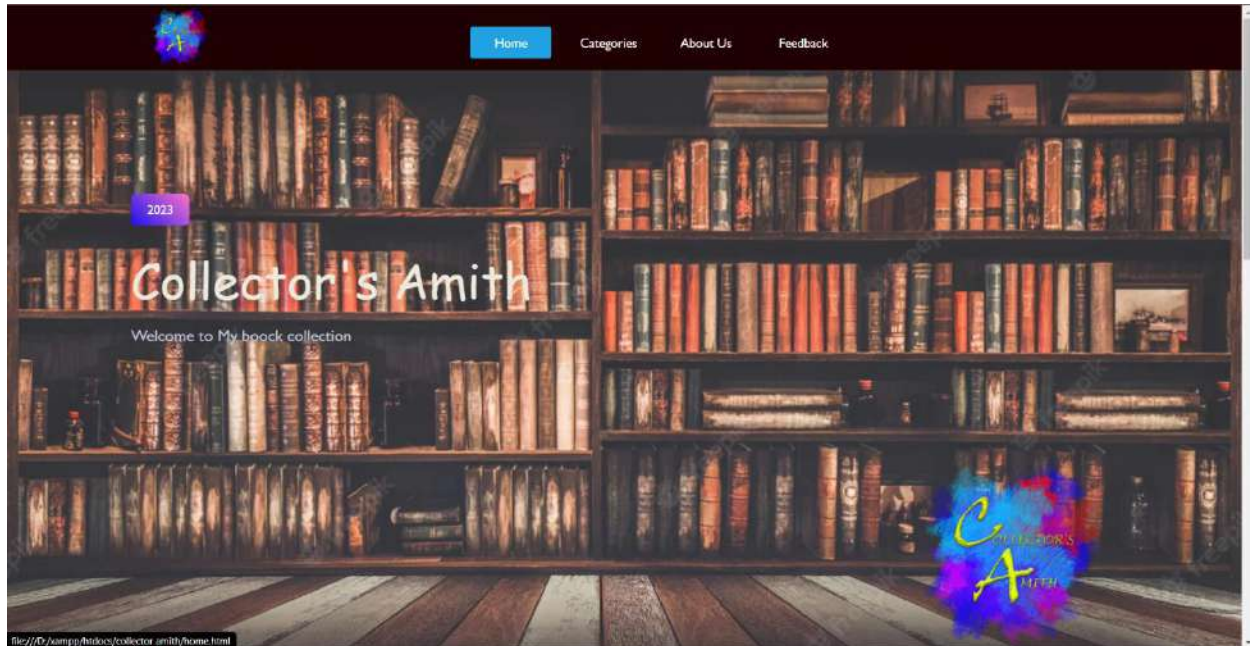 C
A
Home Categories About Us Feedback
2023
Collector's Amith
Welcome to My boock collection
COLLECTOR'S
AMITH
file:///D:/xampp/htdocs/collector amith/home.html